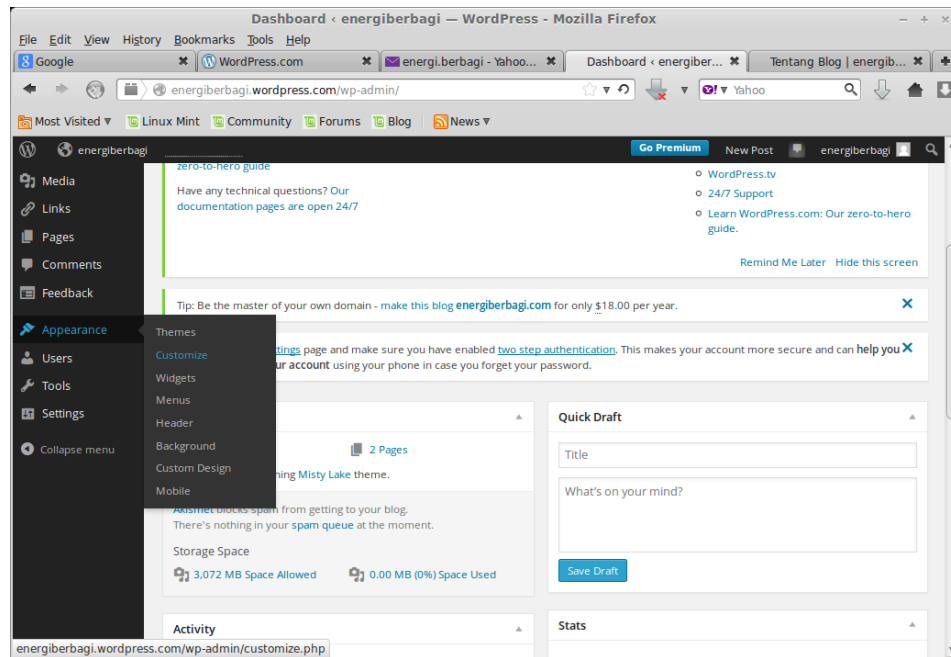 Dashboard ‹ energiberbagi — WordPress - Mozilla Firefox
File Edit View History Bookmarks Tools Help
Google
WordPress.com
energi.berbagi - Yahoo...
Dashboard ‹ energiber...
Tentang Blog | energib...
energiberbagi.wordpress.com/wp-admin/
Yahoo
Most Visited
Linux Mint
Community
Forums
Blog
News
energiberbagi
Go Premium
New Post
energiberbagi
Media
Links
Pages
Comments
Feedback
Appearance
Users
Tools
Settings
Collapse menu
Themes
Customize
Widgets
Menus
Header
Background
Custom Design
Mobile
zero-to-hero guide
Have any technical questions? Our
documentation pages are open 24/7
WordPress.tv
24/7 Support
Learn WordPress.com: Our zero-to-hero
guide.
Remind Me Later Hide this screen
Tip: Be the master of your own domain - make this blog energiberbagi.com for only $18.00 per year.
page and make sure you have enabled two step authentication. This makes your account more secure and can help you
account using your phone in case you forget your password.
2 Pages
Misty Lake theme.
Akismet blocks spam from getting to your blog.
There's nothing in your spam queue at the moment.
Storage Space
3,072 MB Space Allowed
0.00 MB (0%) Space Used
Activity
Quick Draft
Title
What's on your mind?
Save Draft
Stats
energiberbagi.wordpress.com/wp-admin/customize.php